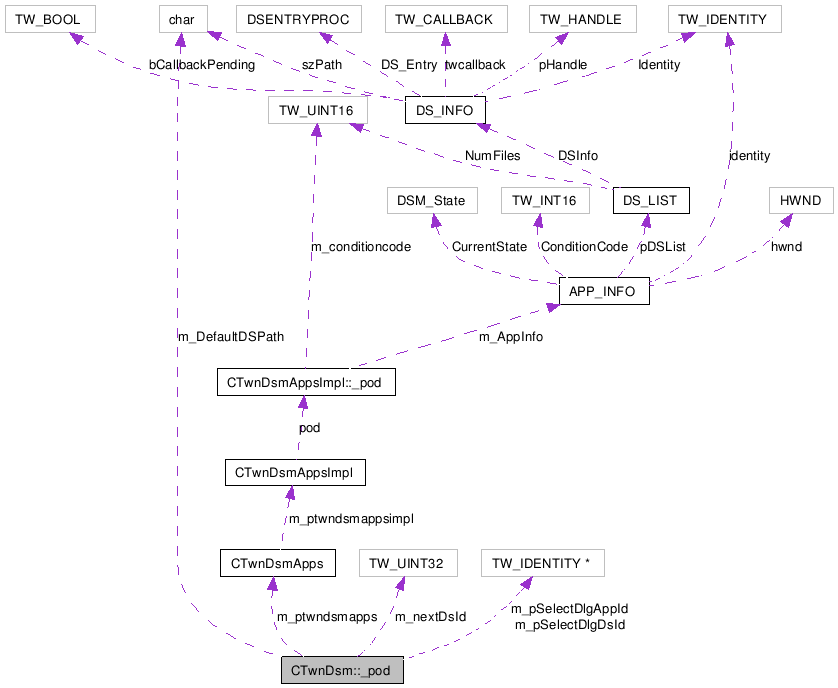 TW_BOOL
char
DSENTRYPROC
TW_CALLBACK
TW_HANDLE
TW_IDENTITY
bCallbackPending
szPath
DS_Entry
twcallback
pHandle
Identity
TW_UINT16
DS_INFO
NumFiles
DSInfo
identity
DSM_State
TW_INT16
DS_LIST
HWND
m_conditioncode
CurrentState
ConditionCode
pDSList
hwnd
APP_INFO
m_DefaultDSPath
m_AppInfo
CTwnDsmAppsImpl::_pod
pod
CTwnDsmAppsImpl
m_ptwndsmappsimpl
CTwnDsmApps
TW_UINT32
TW_IDENTITY *
m_ptwndsmapps
m_nextDsId
m_pSelectDlgAppId
m_pSelectDlgDsId
CTwnDsm::_pod